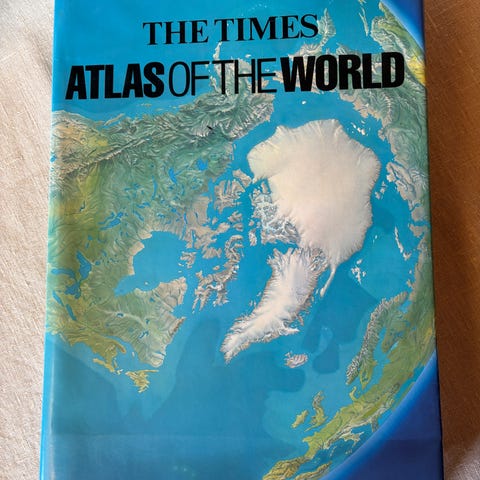 THE TIMES
ATLAS OF THE WORLD